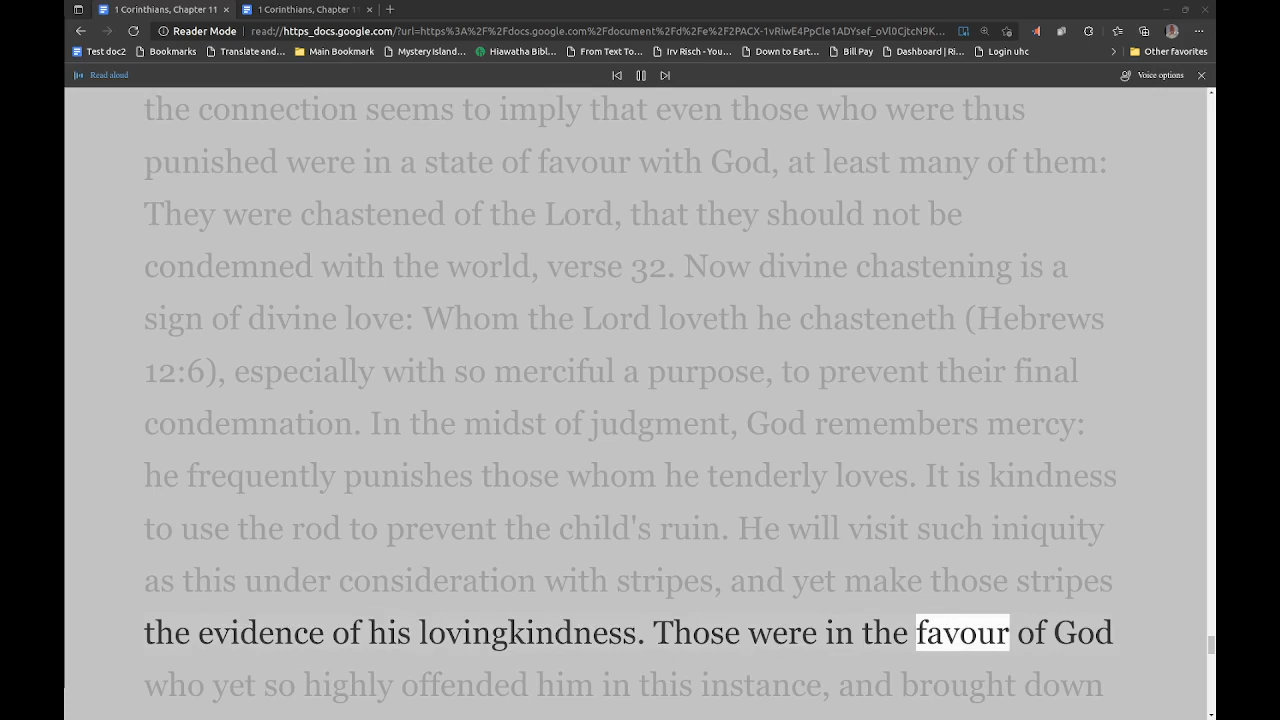 1 Corinthians, Chapter 11
1 Corinthians, Chapter 11
Reader Mode
read://https_docs.google.com/?url=https%3A%2F%2Fdocs.google.com%2Fdocument%2Fd%2Fe%2F2PACX-1vRiwE4PpCle1ADYsef_oVl0CjtcN9K...
Test doc2 Bookmarks Translate and... Main Bookmark Mystery Island... Hiawatha Bibl... From Text To... Irv Risch - You... Down to Eart... Bill Pay Dashboard | Ri... Login uhc Other favorites
Read aloud Voice options
the connection seems to imply that even those who were thus
punished were in a state of favour with God, at least many of them:
They were chastened of the Lord, that they should not be
condemned with the world, verse 32. Now divine chastening is a
sign of divine love: Whom the Lord loveth he chasteneth (Hebrews
12:6), especially with so merciful a purpose, to prevent their final
condemnation. In the midst of judgment, God remembers mercy:
he frequently punishes those whom he tenderly loves. It is kindness
to use the rod to prevent the child's ruin. He will visit such iniquity
as this under consideration with stripes, and yet make those stripes
the evidence of his lovingkindness. Those were in the favour of God
who yet so highly offended him in this instance, and brought down